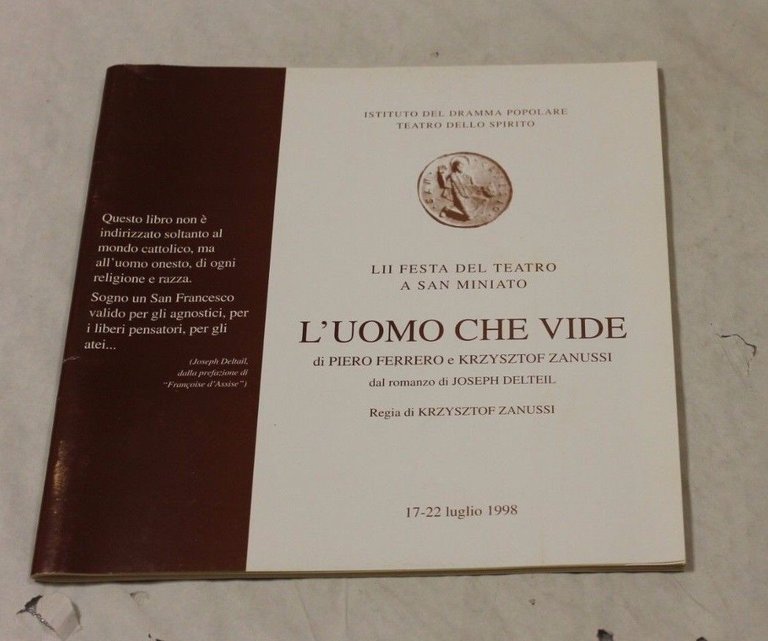 Questo libro non è
indirizzato soltanto al
mondo cattolico, ma
all'uomo onesto, di ogni
religione e razza.
Sogno un San Francesco
valido per gli agnostici, per
i liberi pensatori, per gli
atei...
(Joseph Deltail,
dalla prefazione di
"Françoise d'Assise")
ISTITUTO DEL DRAMMA POPOLARE
TEATRO DELLO SPIRITO
LII FESTA DEL TEATRO
A SAN MINIATO
L'UOMO CHE VIDE
di PIERO FERRERO e KRZYSZTOF ZANUSSI
dal romanzo di JOSEPH DELTEIL
Regia di KRZYSZTOF ZANUSSI
17-22 luglio 1998